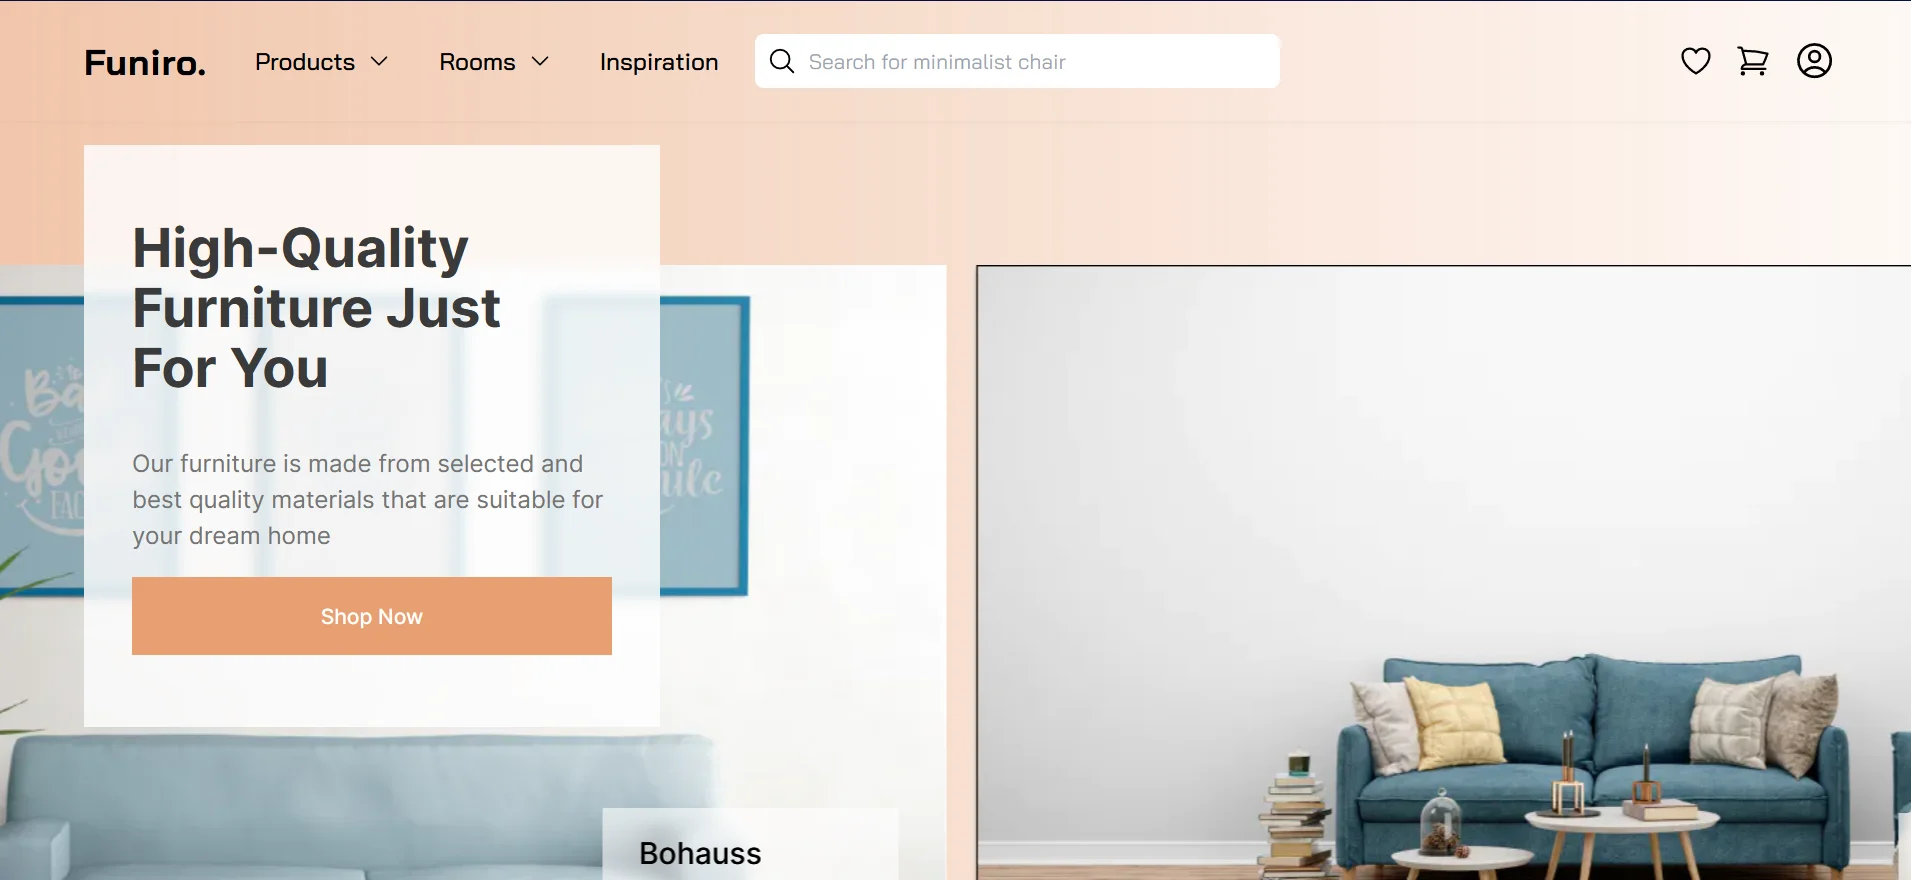 Funiro.
Products
Rooms
Inspiration
Search for minimalist chair
High-Quality
Furniture Just
For You
Our furniture is made from selected and
best quality materials that are suitable for
your dream home
Shop Now
Bohauss